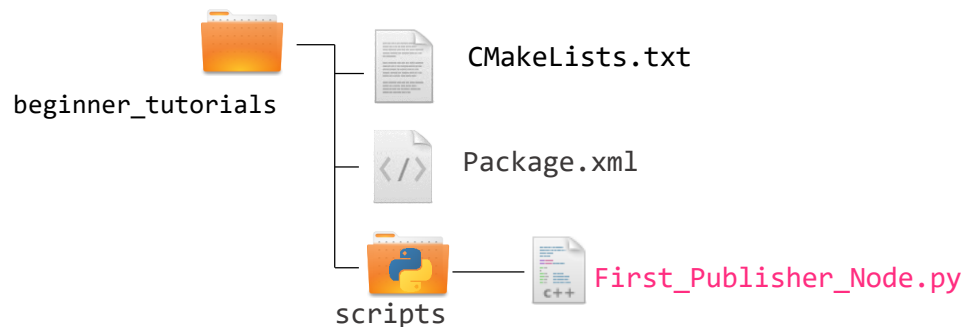 CMakeLists.txt
beginner_tutorials
</>
Package.xml
C++
First_Publisher_Node.py
scripts